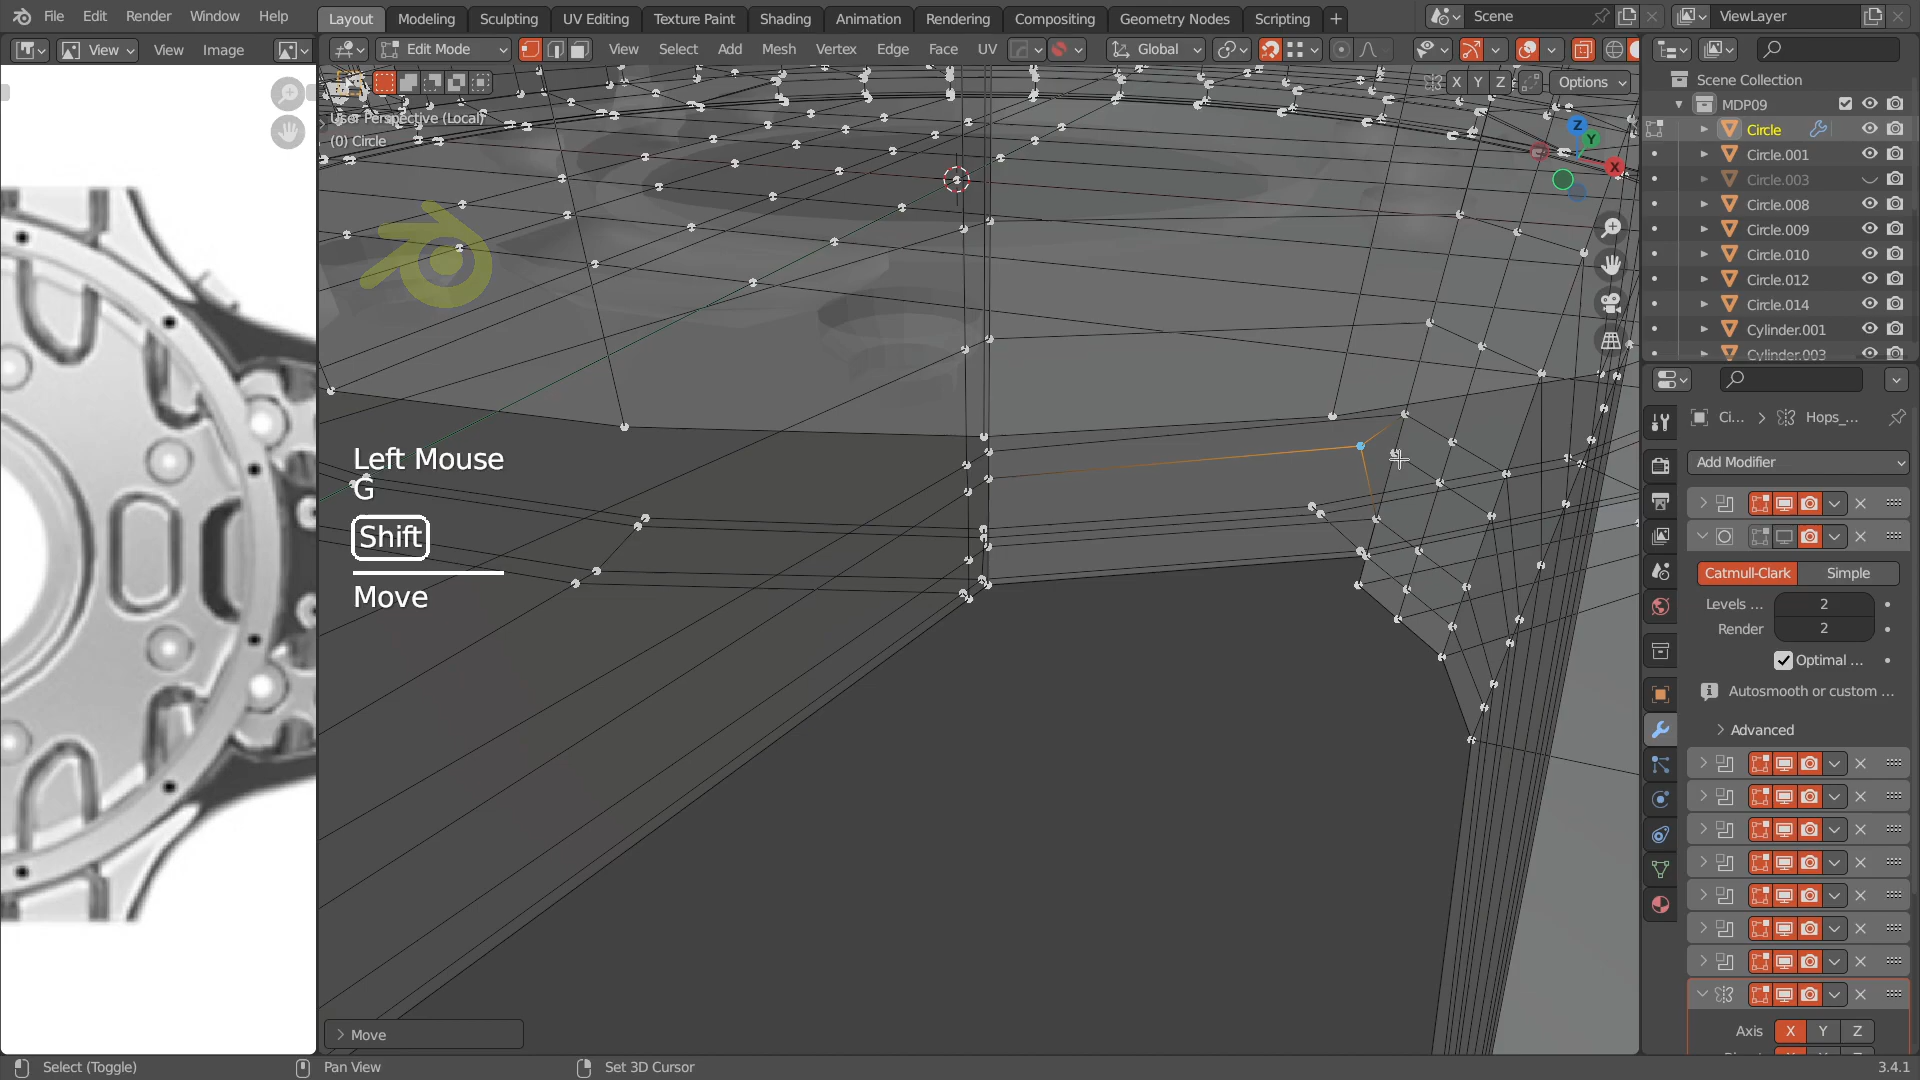 File Edit Render Window Help Layout Modeling Sculpting UV Editing Texture Paint Shading Animation Rendering Compositing Geometry Nodes Scripting Scene ViewLayer
View View Image Edit Mode View Select Add Mesh Vertex Edge Face UV Global
X Y Z Options
User Perspective (Local)
(0) Circle
Z
Y
X
Scene Collection
MDP09
Circle
Circle.001
Circle.003
Circle.008
Circle.009
Circle.010
Circle.012
Circle.014
Cylinder.001
Cylinder.003
Left Mouse
G
Shift
Move
Ci... Hops_...
Add Modifier
Catmull-Clark Simple
Levels ... 2
Render 2
Optimal ...
Autosmooth or custom ...
Advanced
Axis X Y Z
Move
Select (Toggle) Pan View Set 3D Cursor 3.4.1